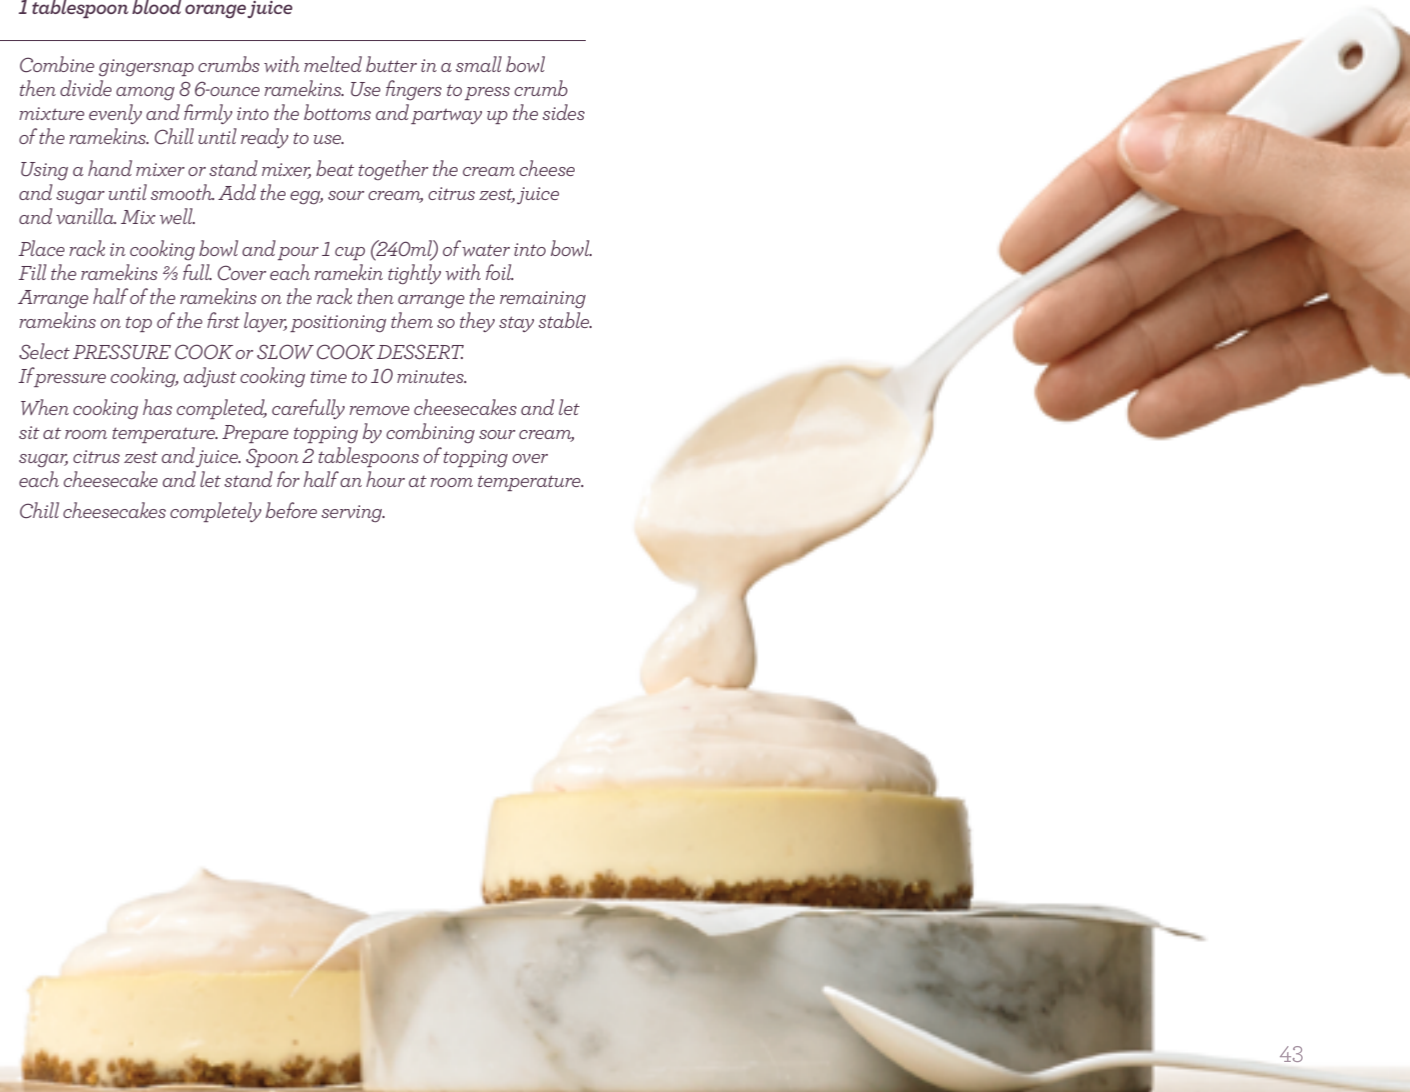 1 tablespoon blood orange juice
Combine gingersnap crumbs with melted butter in a small bowl
then divide among 8 6-ounce ramekins. Use fingers to press crumb
mixture evenly and firmly into the bottoms and partway up the sides
of the ramekins. Chill until ready to use.
Using a hand mixer or stand mixer, beat together the cream cheese
and sugar until smooth. Add the egg, sour cream, citrus zest, juice
and vanilla. Mix well.
Place rack in cooking bowl and pour 1 cup (240ml) of water into bowl.
Fill the ramekins ⅔ full. Cover each ramekin tightly with foil.
Arrange half of the ramekins on the rack then arrange the remaining
ramekins on top of the first layer, positioning them so they stay stable.
Select PRESSURE COOK or SLOW COOK DESSERT.
If pressure cooking, adjust cooking time to 10 minutes.
When cooking has completed, carefully remove cheesecakes and let
sit at room temperature. Prepare topping by combining sour cream,
sugar, citrus zest and juice. Spoon 2 tablespoons of topping over
each cheesecake and let stand for half an hour at room temperature.
Chill cheesecakes completely before serving.
43